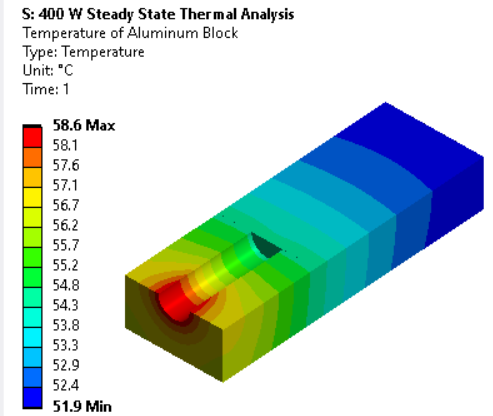 S: 400 W Steady State Thermal Analysis
Temperature of Aluminum Block
Type: Temperature
Unit: °C
Time: 1
58.6 Max
58.1
57.6
57.1
56.7
56.2
55.7
55.2
54.8
54.3
53.8
53.3
52.9
52.4
51.9 Min